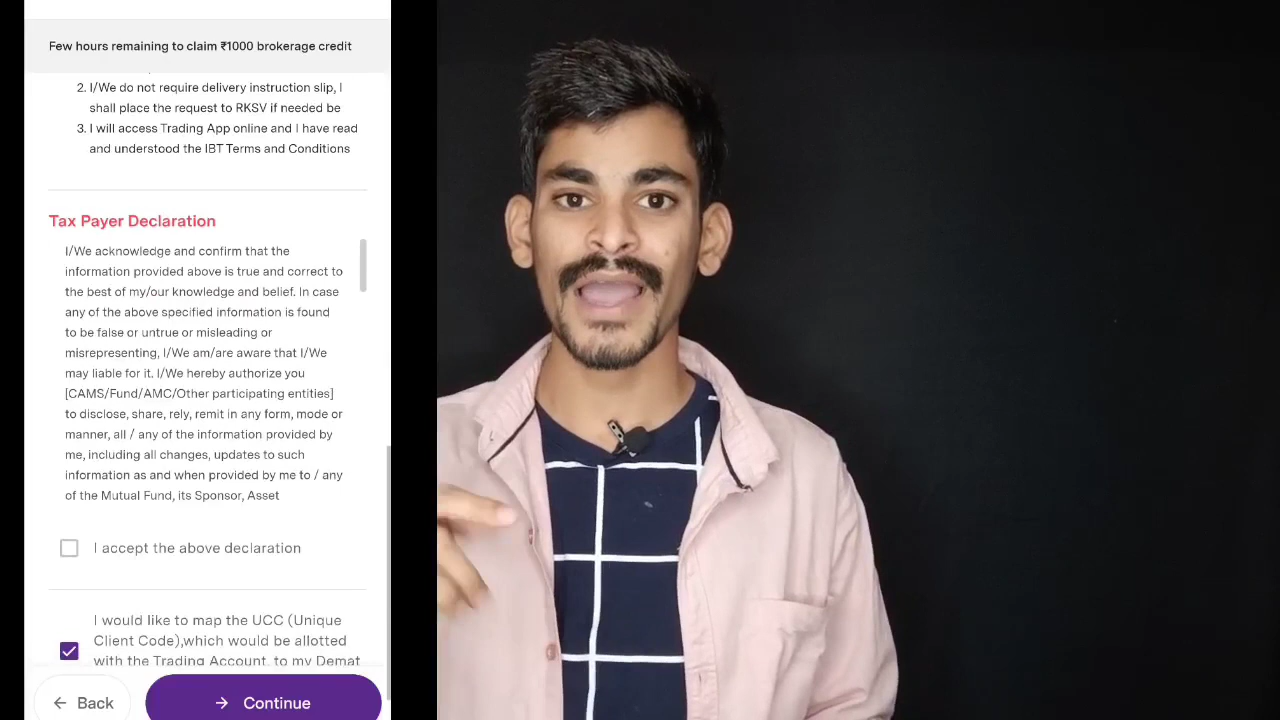 Few hours remaining to claim ₹1000 brokerage credit
2. I/We do not require delivery instruction slip, I
shall place the request to RKSV if needed be
3. I will access Trading App online and I have read
and understood the IBT Terms and Conditions
Tax Payer Declaration
I/We acknowledge and confirm that the
information provided above is true and correct to
the best of my/our knowledge and belief. In case
any of the above specified information is found
to be false or untrue or misleading or
misrepresenting, I/We am/are aware that I/We
may liable for it. I/We hereby authorize you
[CAMS/Fund/AMC/Other participating entities]
to disclose, share, rely, remit in any form, mode or
manner, all / any of the information provided by
me, including all changes, updates to such
information as and when provided by me to / any
of the Mutual Fund, its Sponsor, Asset
I accept the above declaration
I would like to map the UCC (Unique
Client Code),which would be allotted
with the Trading Account, to my Demat
Back
Continue